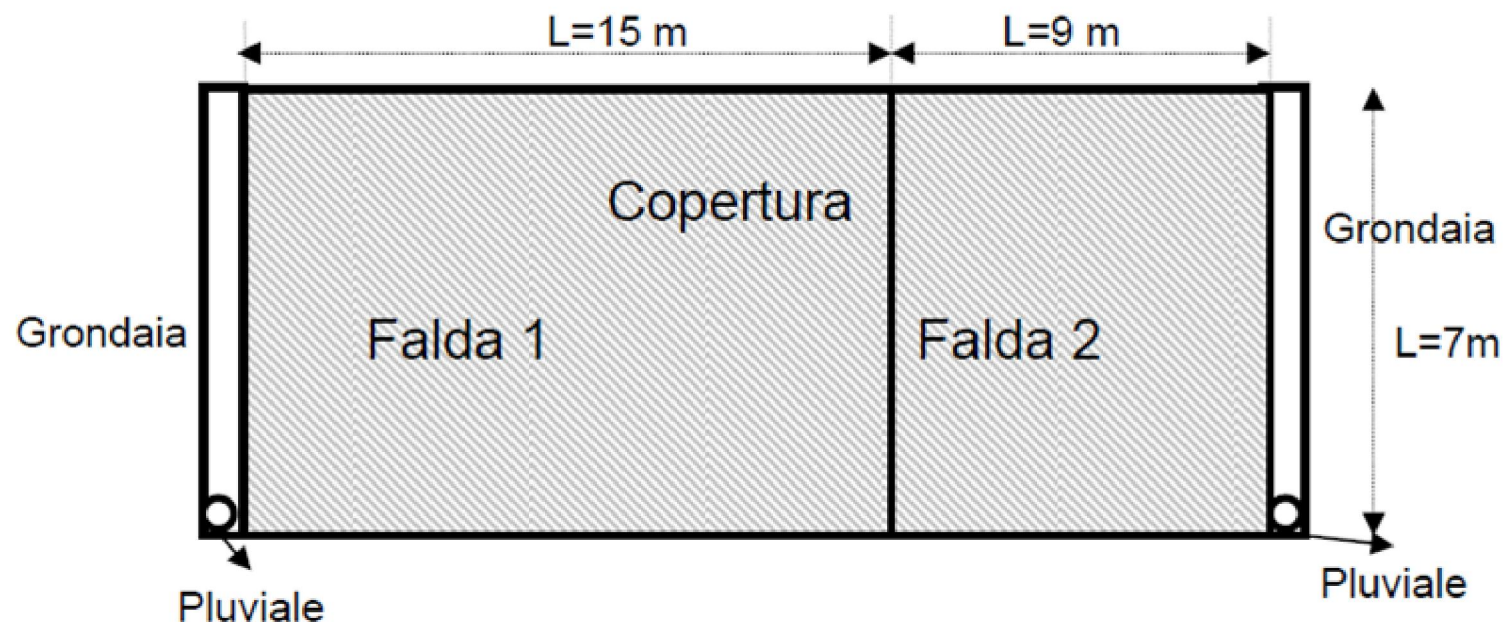 L=15 m
L=9 m
Copertura
Grondaia
Grondaia
Falda 1
Falda 2
L=7m
Pluviale
Pluviale